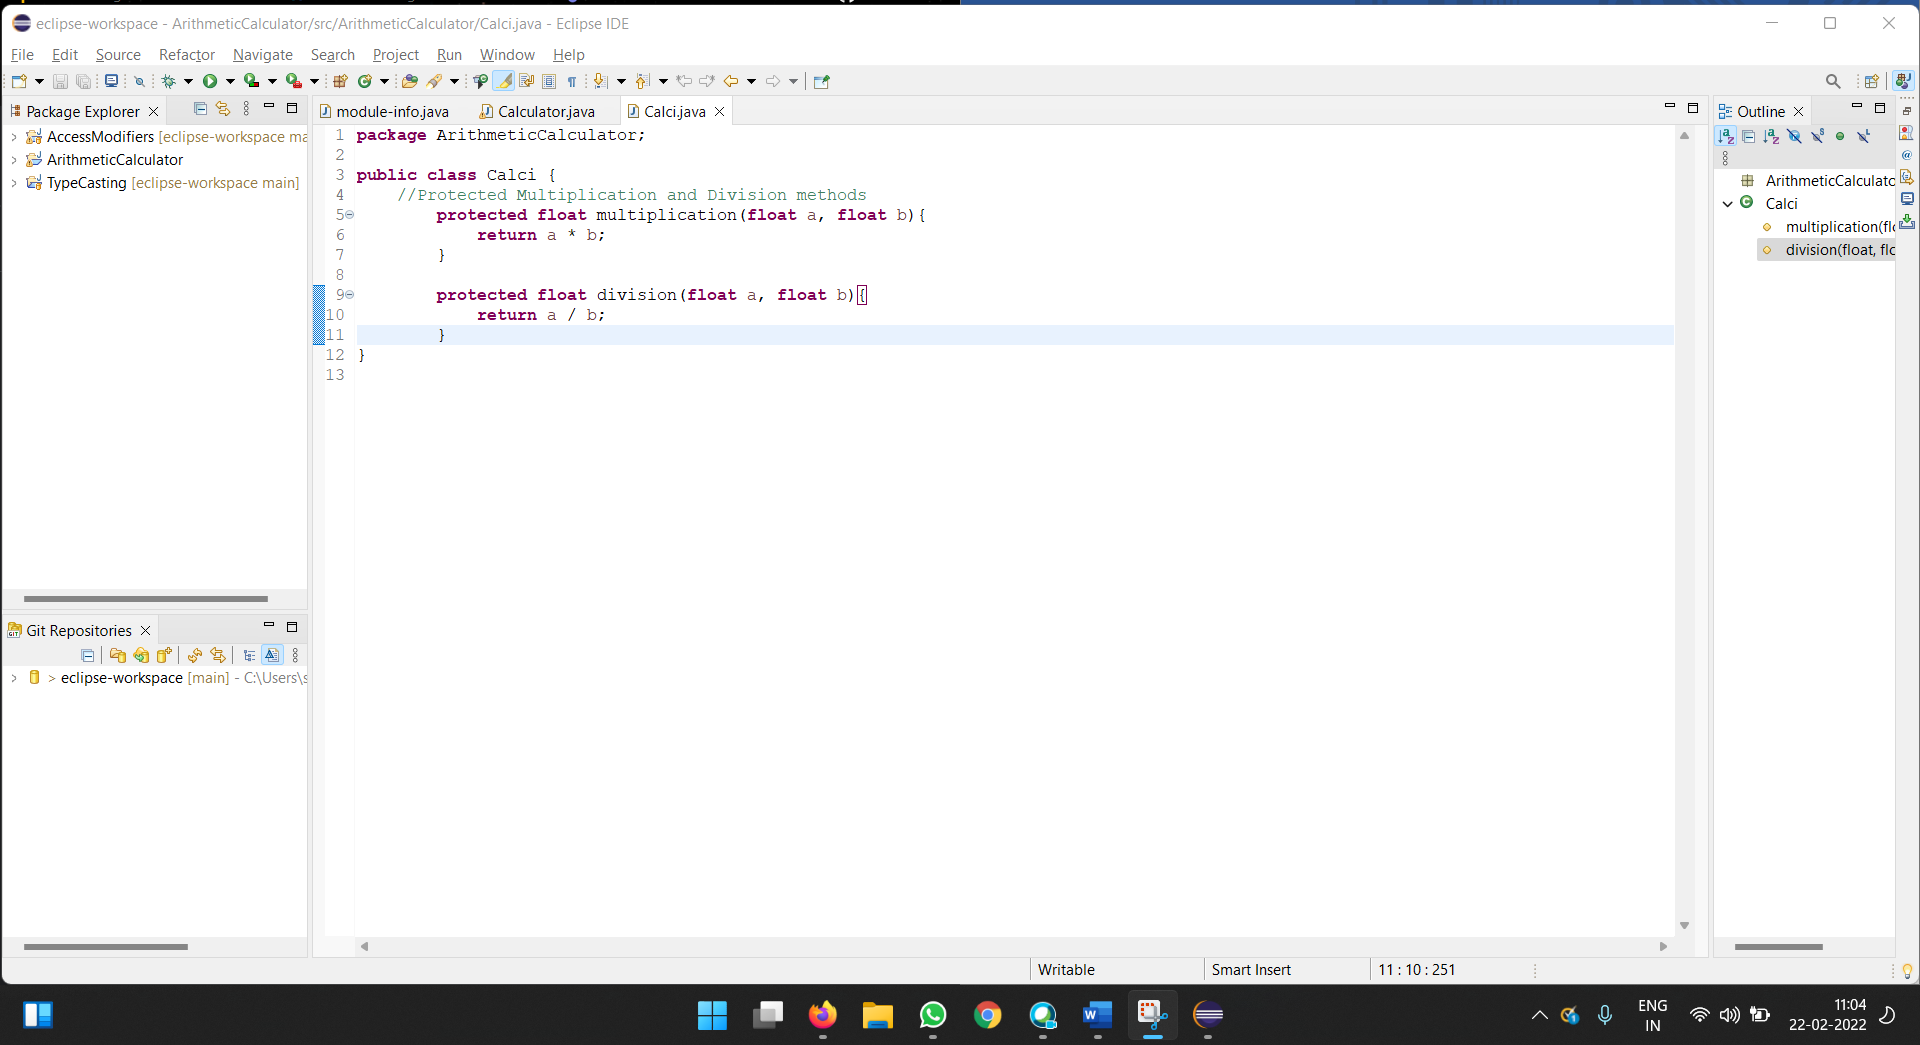 eclipse-workspace - ArithmeticCalculator/src/ArithmeticCalculator/Calci.java - Eclipse IDE
File Edit Source Refactor Navigate Search Project Run Window Help
Package Explorer
AccessModifiers [eclipse-workspace ma
ArithmeticCalculator
TypeCasting [eclipse-workspace main]
module-info.java Calculator.java Calci.java
1 package ArithmeticCalculator;
2
3 public class Calci {
4 //Protected Multiplication and Division methods
5 protected float multiplication(float a, float b){
6 return a * b;
7 }
8
9 protected float division(float a, float b){
10 return a / b;
11 }
12 }
13
Outline
ArithmeticCalculato
Calci
multiplication(flo
division(float, flo
Git Repositories
> eclipse-workspace [main] - C:\Users\s
Writable Smart Insert 11 : 10 : 251
ENG
IN
11:04
22-02-2022